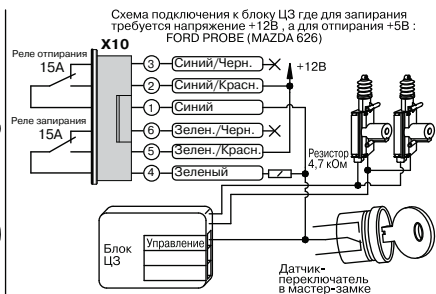 Схема подключения к блоку ЦЗ где для запирания
требуется напряжение +12В , а для отпирания +5В :
FORD PROBE (MAZDA 626)
X10
Реле отпирания
15А
Реле запирания
15А
3 Синий/Черн.
2 Синий/Красн.
1 Синий
6 Зелен./Черн.
5 Зелен./Красн.
4 Зеленый
+12В
Резистор
4,7 кОм
Блок
ЦЗ
Управление
Датчик-
переключатель
в мастер-замке